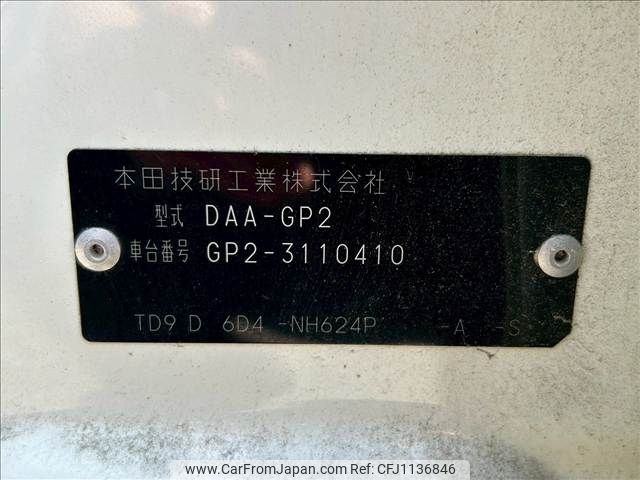 本田技研工業株式会社
型式 DAA-GP2
車台番号 GP2-3110410
TD9 D 6D4 -NH624P -A -S
www.CarFromJapan.com Ref:CFJ1136846